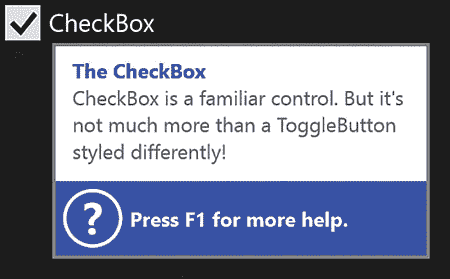 CheckBox
The CheckBox
CheckBox is a familiar control. But it's
not much more than a ToggleButton
styled differently!
? Press F1 for more help.